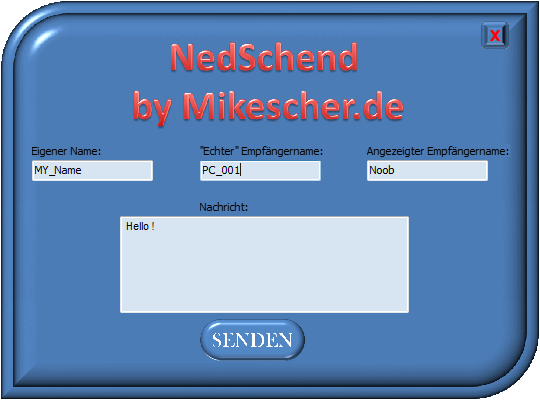 X
NedSchend
by Mikescher.de
Eigener Name:
"Echter" Empfängername:
Angezeigter Empfängername:
MY_Name
PC_001
Noob
Nachricht:
Hello !
SENDEN